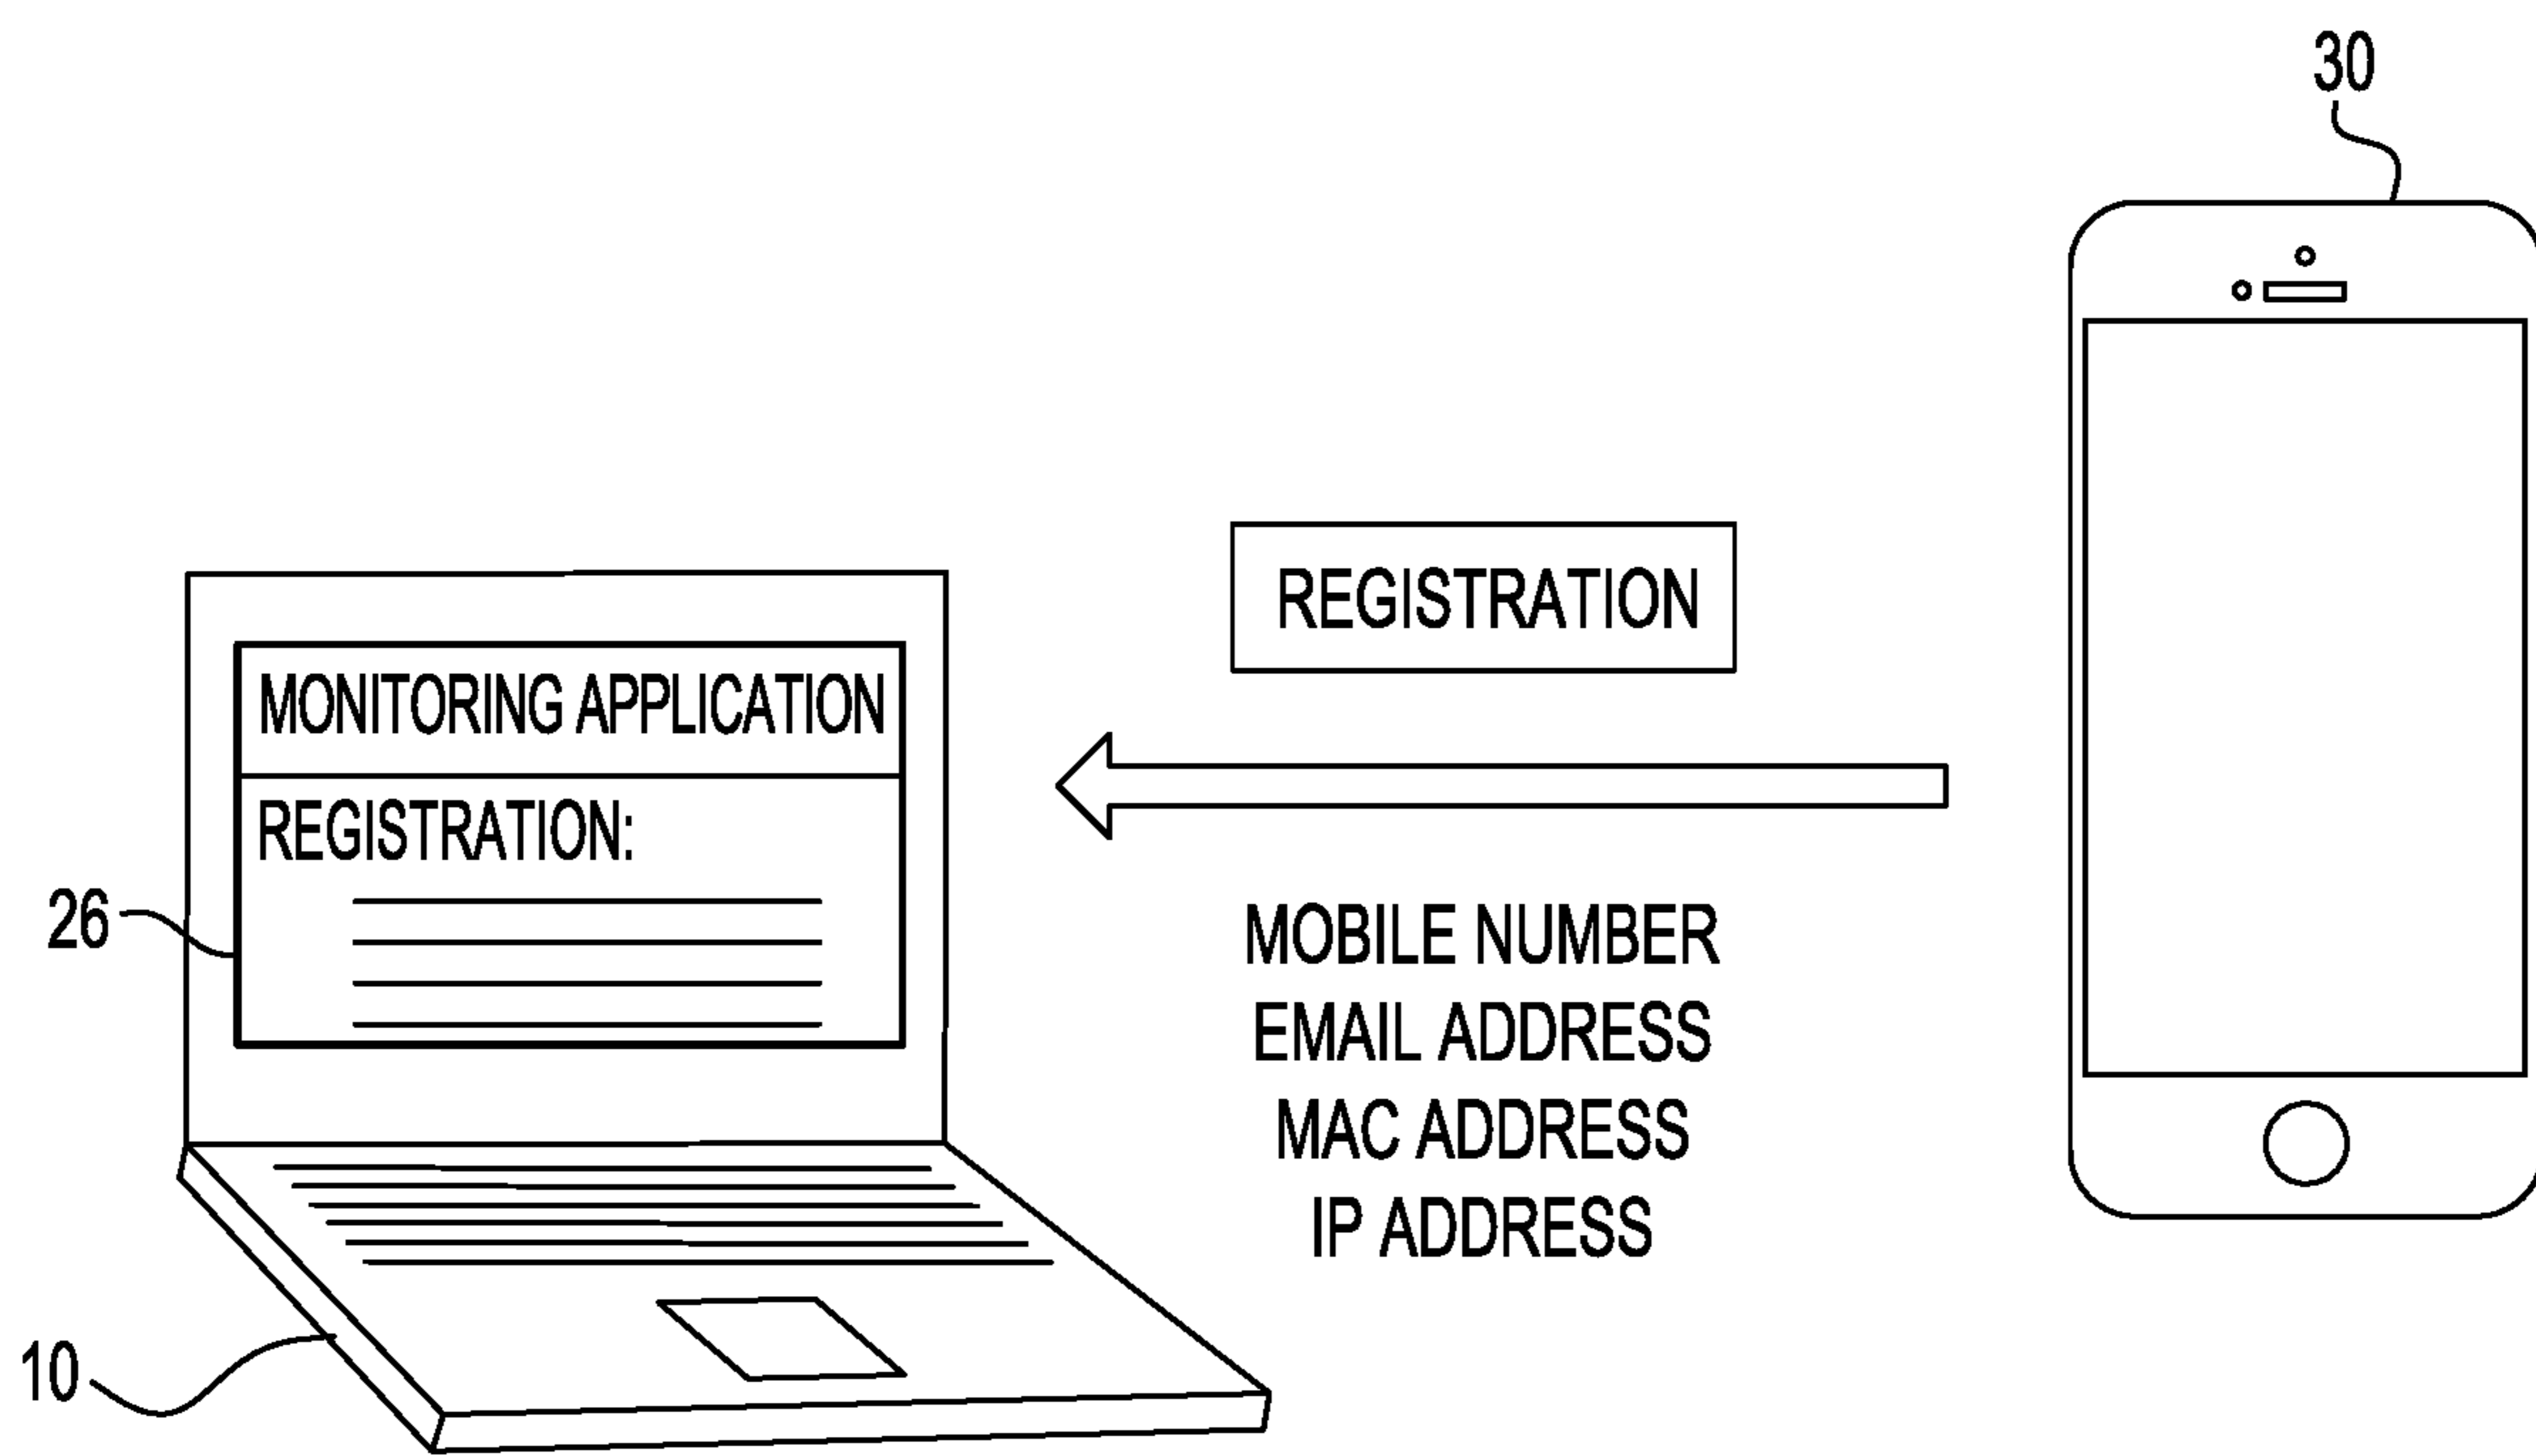 30
REGISTRATION
MONITORING APPLICATION
REGISTRATION:
26
MOBILE NUMBER
EMAIL ADDRESS
MAC ADDRESS
IP ADDRESS
10